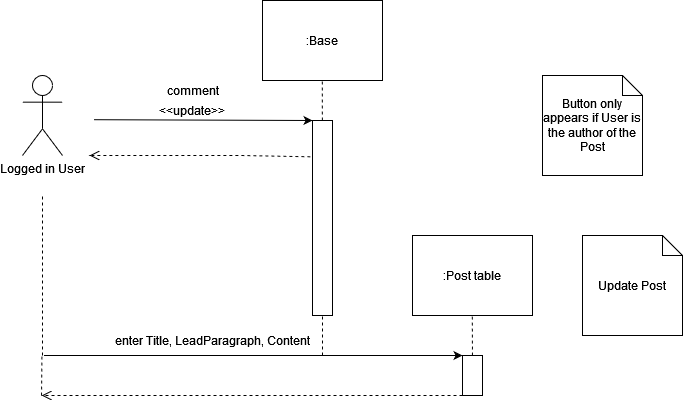 :Base
comment
<<update>>
Logged in User
Button only
appears if User is
the author of the
Post
:Post table
Update Post
enter Title, LeadParagraph, Content